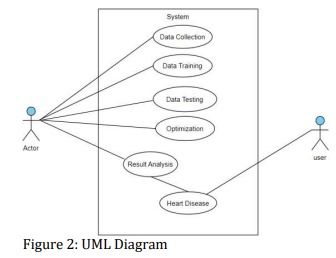 System
Data Collection
Data Training
Data Testing
Optimization
Actor
Result Analysis
user
Heart Disease
Figure 2: UML Diagram